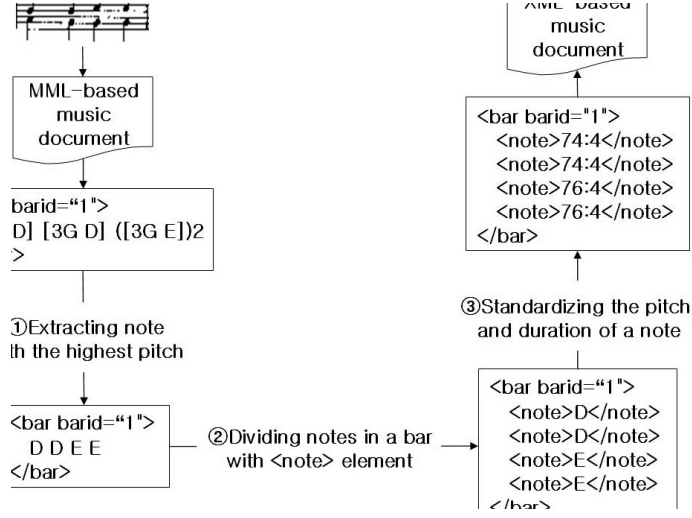 MML-based
music
document
barid=“1">
D] [3G D] ([3G E])2
>
①Extracting note
th the highest pitch
<bar barid=“1">
D D E E
</bar>
②Dividing notes in a bar
with <note> element
<bar barid=“1">
<note>D</note>
<note>D</note>
<note>E</note>
<note>E</note>
</bar>
③Standardizing the pitch
and duration of a note
<bar barid="1">
<note>74:4</note>
<note>74:4</note>
<note>76:4</note>
<note>76:4</note>
</bar>
XML-based
music
document